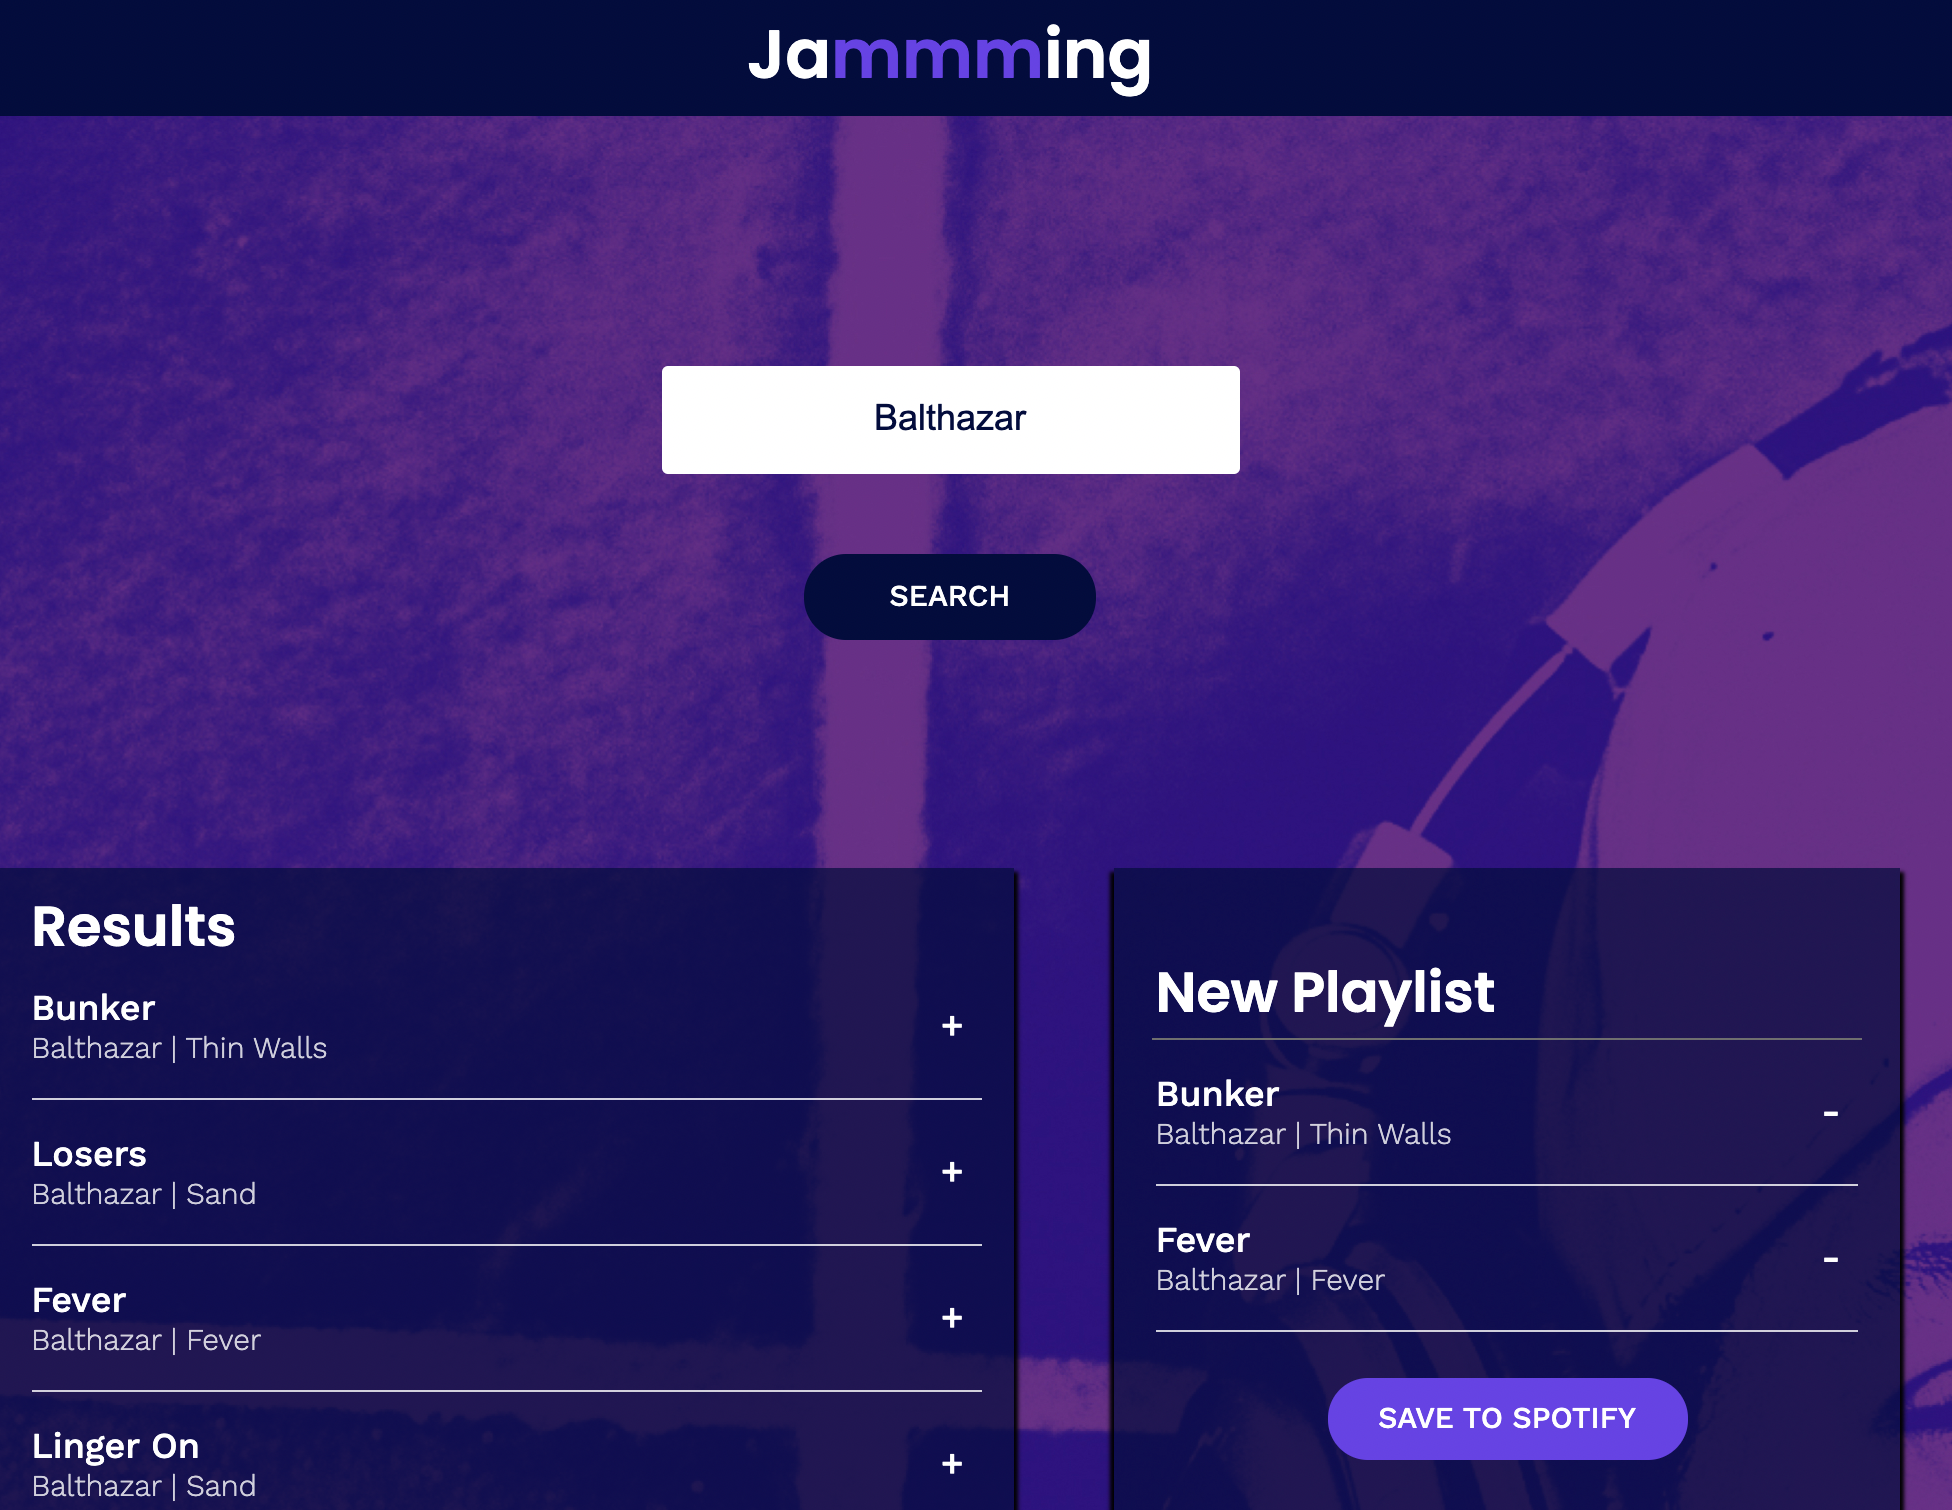 Jammming
Balthazar
SEARCH
Results
Bunker
+
Balthazar | Thin Walls
Losers
+
Balthazar | Sand
Fever
+
Balthazar | Fever
Linger On
+
Balthazar | Sand
New Playlist
Bunker
-
Balthazar | Thin Walls
Fever
-
Balthazar | Fever
SAVE TO SPOTIFY